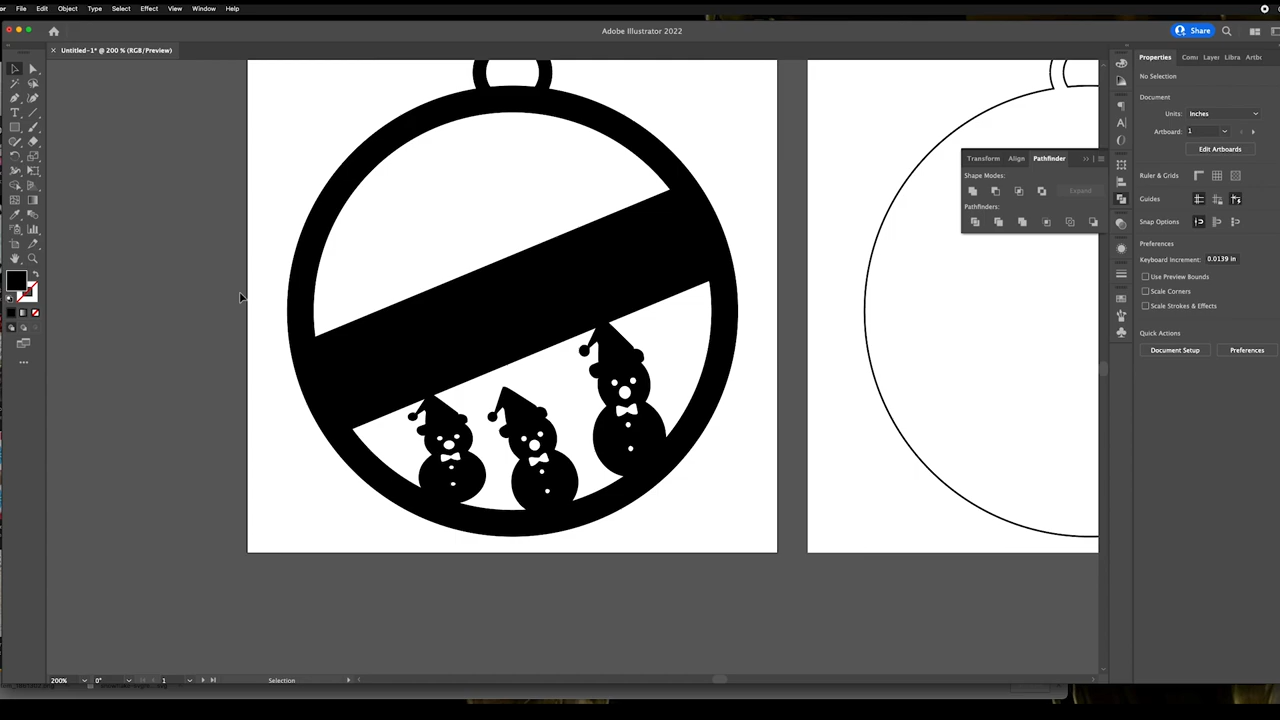 File Edit Object Type Select Effect View Window Help
Adobe Illustrator 2022
Share
Untitled-1* @ 200 % (RGB/Preview)
Properties
Layers
No Selection
Document
Units: Inches
Artboard: 1
Edit Artboards
Transform Align Pathfinder
Shape Modes:
Expand
Pathfinders:
Ruler & Grids
Guides
Snap Options
Preferences
Keyboard Increment: 0.0139 in
Use Preview Bounds
Scale Corners
Scale Strokes & Effects
Quick Actions
Document Setup Preferences
200% 0° 1 Selection